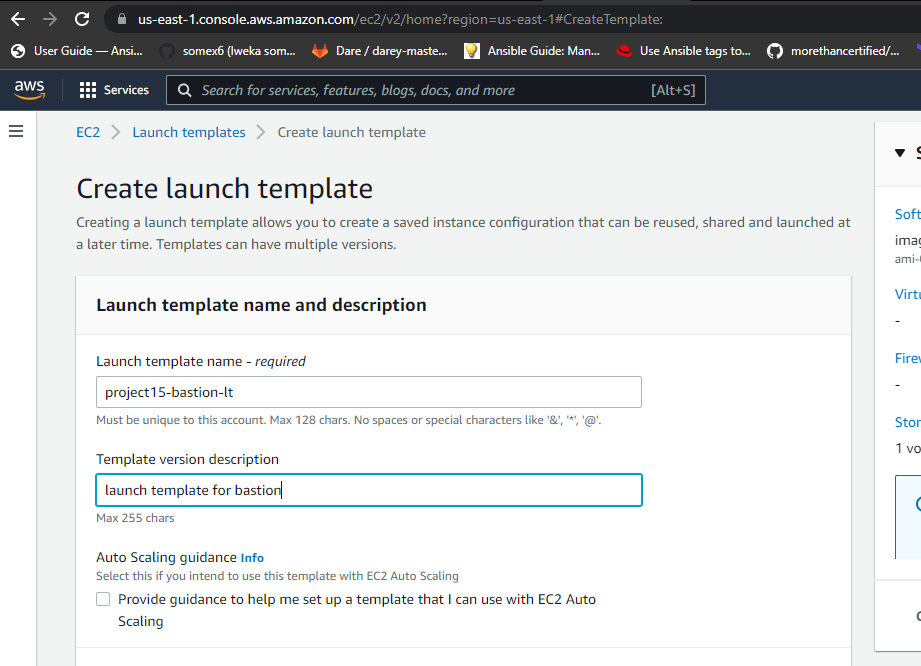 us-east-1.console.aws.amazon.com/ec2/v2/home?region=us-east-1#CreateTemplate:
User Guide — Ansi... somex6 (Iweka som... Dare / darey-maste... Ansible Guide: Man... Use Ansible tags to... morethancertified/...
aws Services Search for services, features, blogs, docs, and more [Alt+S]
EC2 Launch templates Create launch template
Create launch template
Creating a launch template allows you to create a saved instance configuration that can be reused, shared and launched at
a later time. Templates can have multiple versions.
Launch template name and description
Launch template name - required
project15-bastion-lt
Must be unique to this account. Max 128 chars. No spaces or special characters like '&', '*', '@'.
Template version description
launch template for bastion
Max 255 chars
Auto Scaling guidance Info
Select this if you intend to use this template with EC2 Auto Scaling
Provide guidance to help me set up a template that I can use with EC2 Auto
Scaling
Soft
imag
ami-
Virtu
-
Firew
-
Stor
1 vo